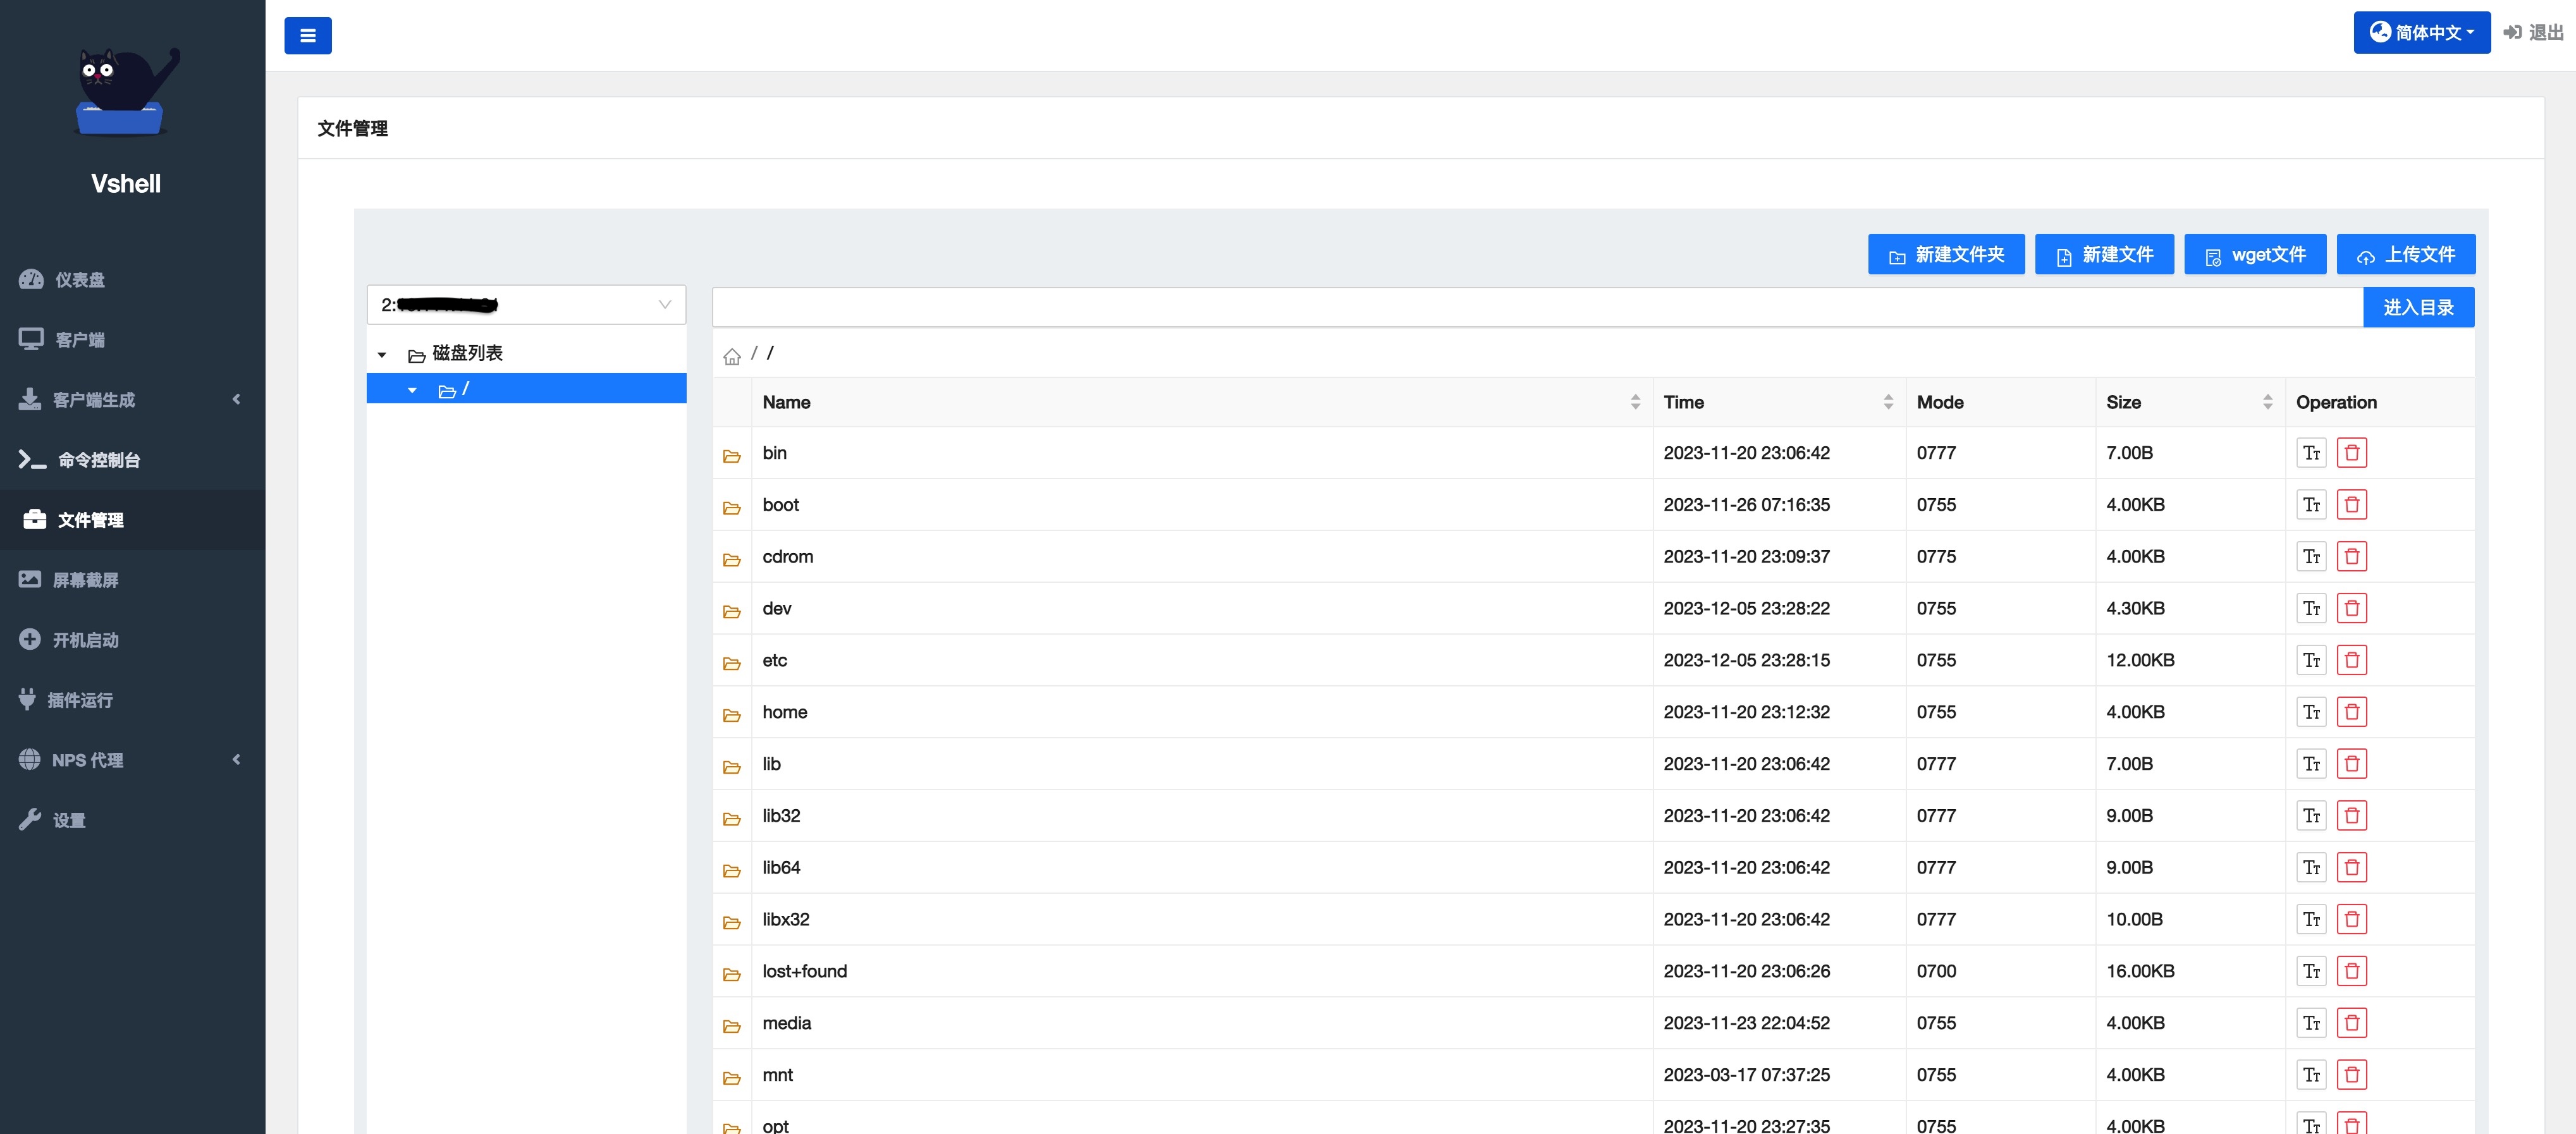 简体中文
退出
Vshell
仪表盘
客户端
客户端生成
命令控制台
文件管理
屏幕截屏
开机启动
插件运行
NPS 代理
设置
文件管理
新建文件夹 新建文件 wget文件 上传文件
2:
进入目录
磁盘列表
/
/ /
Name Time Mode Size Operation
bin 2023-11-20 23:06:42 0777 7.00B Tт
boot 2023-11-26 07:16:35 0755 4.00KB Tт
cdrom 2023-11-20 23:09:37 0775 4.00KB Tт
dev 2023-12-05 23:28:22 0755 4.30KB Tт
etc 2023-12-05 23:28:15 0755 12.00KB Tт
home 2023-11-20 23:12:32 0755 4.00KB Tт
lib 2023-11-20 23:06:42 0777 7.00B Tт
lib32 2023-11-20 23:06:42 0777 9.00B Tт
lib64 2023-11-20 23:06:42 0777 9.00B Tт
libx32 2023-11-20 23:06:42 0777 10.00B Tт
lost+found 2023-11-20 23:06:26 0700 16.00KB Tт
media 2023-11-23 22:04:52 0755 4.00KB Tт
mnt 2023-03-17 07:37:25 0755 4.00KB Tт
opt 2023-11-20 23:27:35 0755 4.00KB Tт